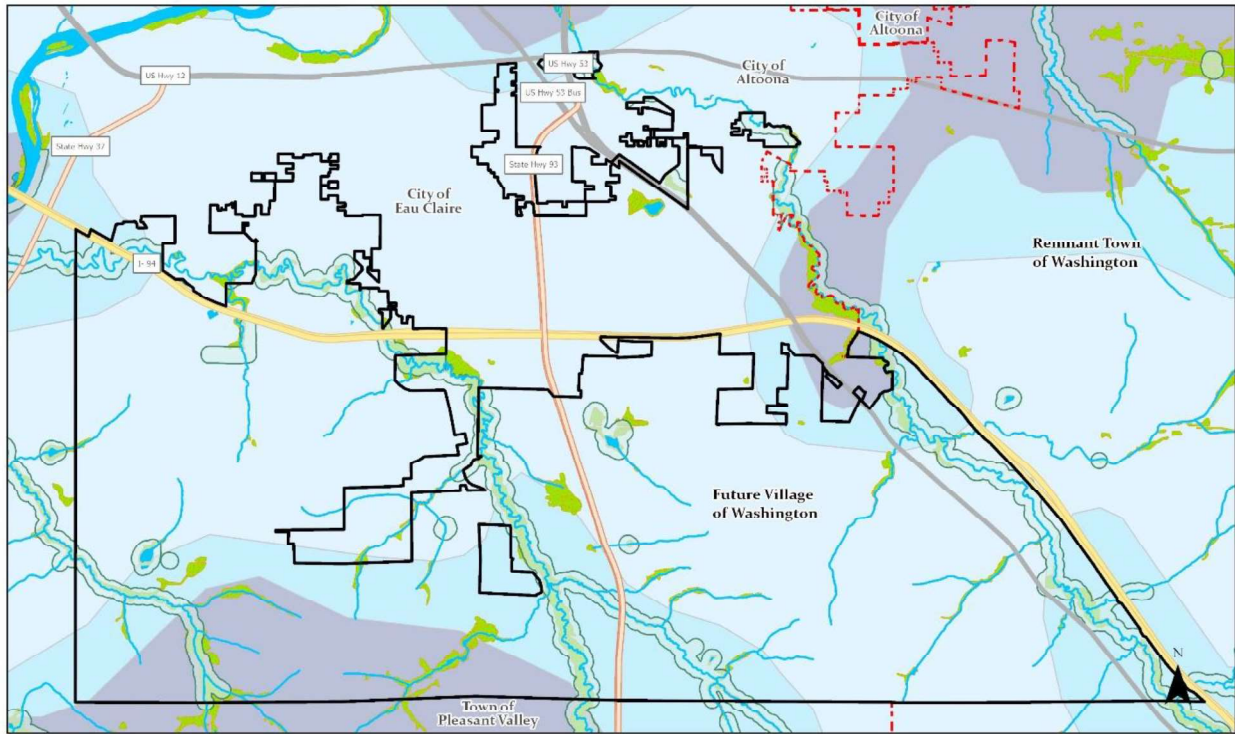 City of
Altoona
US Hwy 53
City of
Altoona
US Hwy 12
US Hwy 53 Bus
State Hwy 37
State Hwy 93
City of
Eau Claire
Remnant Town
of Washington
I- 94
Future Village
of Washington
N
Town of
Pleasant Valley